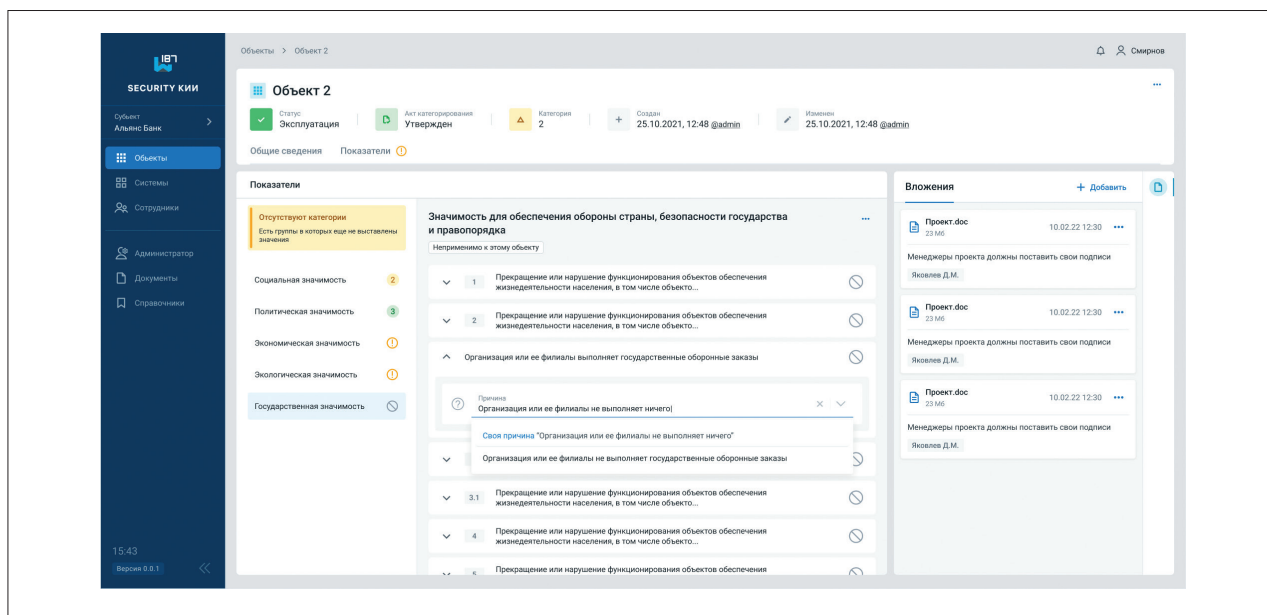 187
SECURITY КИИ
Субъект
Альянс Банк
Объекты
Системы
Сотрудники
Администратор
Документы
Справочники
15:43
Версия 0.0.1
Объекты > Объект 2
Смирнов
Объект 2
Статус
Эксплуатация
Акт категорирования
Утвержден
Категория
2
Создан
25.10.2021, 12:48 @admin
Изменен
25.10.2021, 12:48 @admin
Общие сведения Показатели
Показатели
Отсутствуют категории
Есть группы в которых еще не выставлены
значения
Социальная значимость 2
Политическая значимость 3
Экономическая значимость
Экологическая значимость
Государственная значимость
Значимость для обеспечения обороны страны, безопасности государства
и правопорядка
Неприменимо к этому объекту
1 Прекращение или нарушение функционирования объектов обеспечения
жизнедеятельности населения, в том числе объекто...
2 Прекращение или нарушение функционирования объектов обеспечения
жизнедеятельности населения, в том числе объекто...
Организация или ее филиалы выполняет государственные оборонные заказы
Причина
Организация или ее филиалы не выполняет ничего
Своя причина "Организация или ее филиалы не выполняет ничего"
Организация или ее филиалы не выполняет государственные оборонные заказы
3.1 Прекращение или нарушение функционирования объектов обеспечения
жизнедеятельности населения, в том числе объекто...
4 Прекращение или нарушение функционирования объектов обеспечения
жизнедеятельности населения, в том числе объекто...
5 Прекращение или нарушение функционирования объектов обеспечения
Вложения
+ Добавить
Проект.doc
23 Мб
10.02.22 12:30
Менеджеры проекта должны поставить свои подписи
Яковлев Д.М.
Проект.doc
23 Мб
10.02.22 12:30
Менеджеры проекта должны поставить свои подписи
Яковлев Д.М.
Проект.doc
23 Мб
10.02.22 12:30
Менеджеры проекта должны поставить свои подписи
Яковлев Д.М.